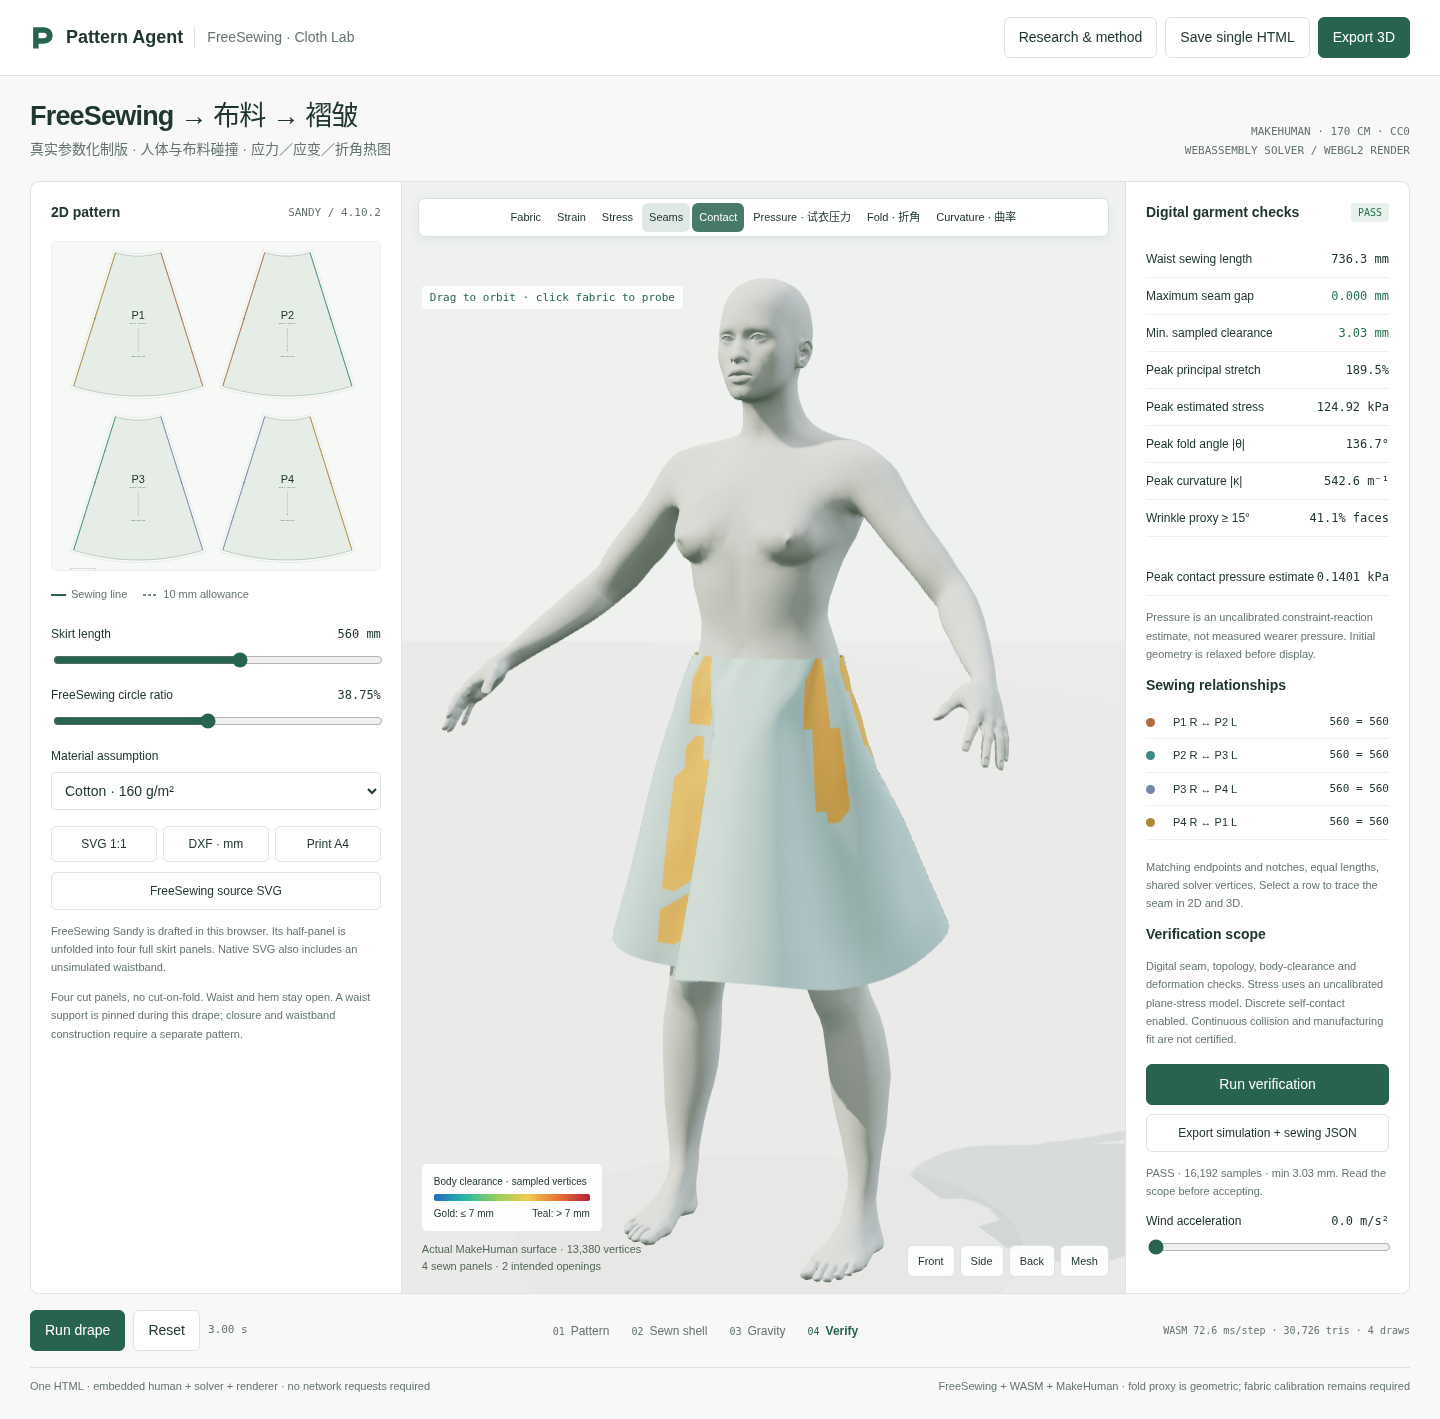 Pattern Agent
FreeSewing · Cloth Lab
Research & method
Save single HTML
Export 3D
FreeSewing → 布料 → 褶皱
真实参数化制版 · 人体与布料碰撞 · 应力／应变／折角热图
MAKEHUMAN · 170 CM · CC0
WEBASSEMBLY SOLVER / WEBGL2 RENDER
2D pattern
SANDY / 4.10.2
P1
P2
P3
P4
Sewing line
10 mm allowance
Skirt length
560 mm
FreeSewing circle ratio
38.75%
Material assumption
Cotton · 160 g/m²
SVG 1:1
DXF · mm
Print A4
FreeSewing source SVG
FreeSewing Sandy is drafted in this browser. Its half-panel is
unfolded into four full skirt panels. Native SVG also includes an
unsimulated waistband.
Four cut panels, no cut-on-fold. Waist and hem stay open. A waist
support is pinned during this drape; closure and waistband
construction require a separate pattern.
Fabric
Strain
Stress
Seams
Contact
Pressure · 试衣压力
Fold · 折角
Curvature · 曲率
Drag to orbit · click fabric to probe
Body clearance · sampled vertices
Gold: ≤ 7 mm
Teal: > 7 mm
Actual MakeHuman surface · 13,380 vertices
4 sewn panels · 2 intended openings
Front
Side
Back
Mesh
Digital garment checks
PASS
Waist sewing length
736.3 mm
Maximum seam gap
0.000 mm
Min. sampled clearance
3.03 mm
Peak principal stretch
189.5%
Peak estimated stress
124.92 kPa
Peak fold angle |θ|
136.7°
Peak curvature |κ|
542.6 m⁻¹
Wrinkle proxy ≥ 15°
41.1% faces
Peak contact pressure estimate
0.1401 kPa
Pressure is an uncalibrated constraint-reaction
estimate, not measured wearer pressure. Initial
geometry is relaxed before display.
Sewing relationships
P1 R ↔ P2 L
560 = 560
P2 R ↔ P3 L
560 = 560
P3 R ↔ P4 L
560 = 560
P4 R ↔ P1 L
560 = 560
Matching endpoints and notches, equal lengths,
shared solver vertices. Select a row to trace the
seam in 2D and 3D.
Verification scope
Digital seam, topology, body-clearance and
deformation checks. Stress uses an uncalibrated
plane-stress model. Discrete self-contact
enabled. Continuous collision and manufacturing
fit are not certified.
Run verification
Export simulation + sewing JSON
PASS · 16,192 samples · min 3.03 mm. Read the
scope before accepting.
Wind acceleration
0.0 m/s²
Run drape
Reset
3.00 s
01 Pattern
02 Sewn shell
03 Gravity
04 Verify
WASM 72.6 ms/step · 30,726 tris · 4 draws
One HTML · embedded human + solver + renderer · no network requests required
FreeSewing + WASM + MakeHuman · fold proxy is geometric; fabric calibration remains required